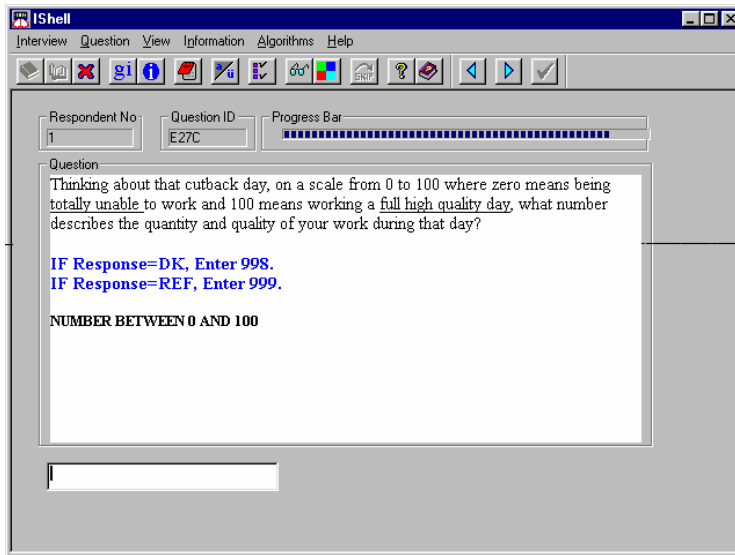 IShell
Interview Question View Information Algorithms Help
gi i a/ü SKIP ?
Respondent No Question ID Progress Bar
1 E27C
Question
Thinking about that cutback day, on a scale from 0 to 100 where zero means being
totally unable to work and 100 means working a full high quality day, what number
describes the quantity and quality of your work during that day?
IF Response=DK, Enter 998.
IF Response=REF, Enter 999.
NUMBER BETWEEN 0 AND 100